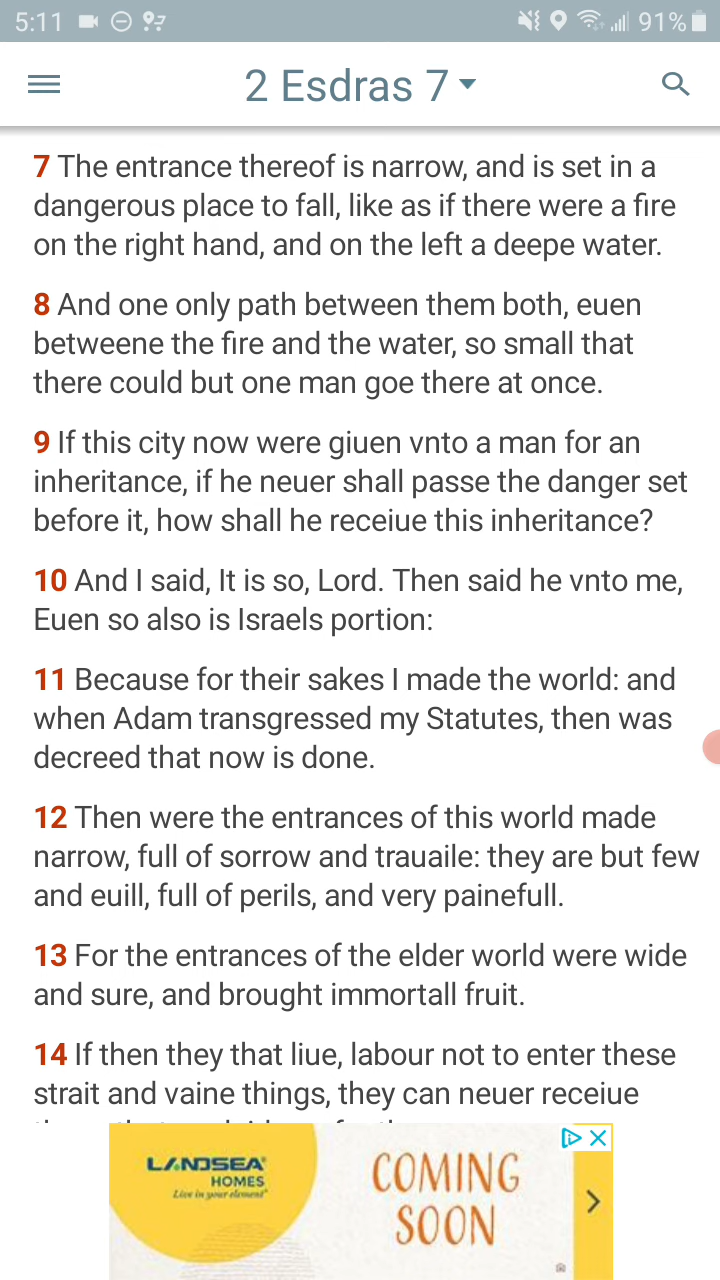 5:11
91%
2 Esdras 7
7 The entrance thereof is narrow, and is set in a
dangerous place to fall, like as if there were a fire
on the right hand, and on the left a deepe water.
8 And one only path between them both, euen
betweene the fire and the water, so small that
there could but one man goe there at once.
9 If this city now were giuen vnto a man for an
inheritance, if he neuer shall passe the danger set
before it, how shall he receiue this inheritance?
10 And I said, It is so, Lord. Then said he vnto me,
Euen so also is Israels portion:
11 Because for their sakes I made the world: and
when Adam transgressed my Statutes, then was
decreed that now is done.
12 Then were the entrances of this world made
narrow, full of sorrow and trauaile: they are but few
and euill, full of perils, and very painefull.
13 For the entrances of the elder world were wide
and sure, and brought immortall fruit.
14 If then they that liue, labour not to enter these
strait and vaine things, they can neuer receiue
LANDSEA
HOMES
Live in your element®
COMING
SOON